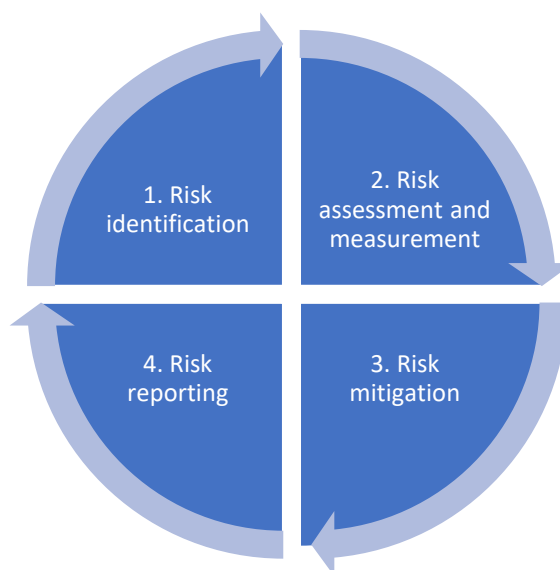 1. Risk
identification
2. Risk
assessment and
measurement
4. Risk
reporting
3. Risk
mitigation